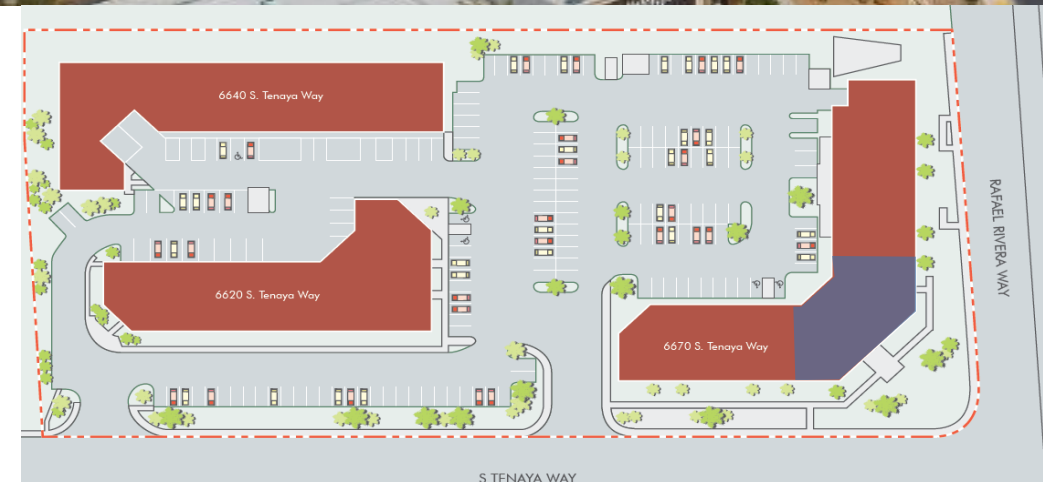 6640 S. Tenaya Way
RAFAEL RIVERA WAY
6620 S. Tenaya Way
6670 S. Tenaya Way
S TENAYA WAY